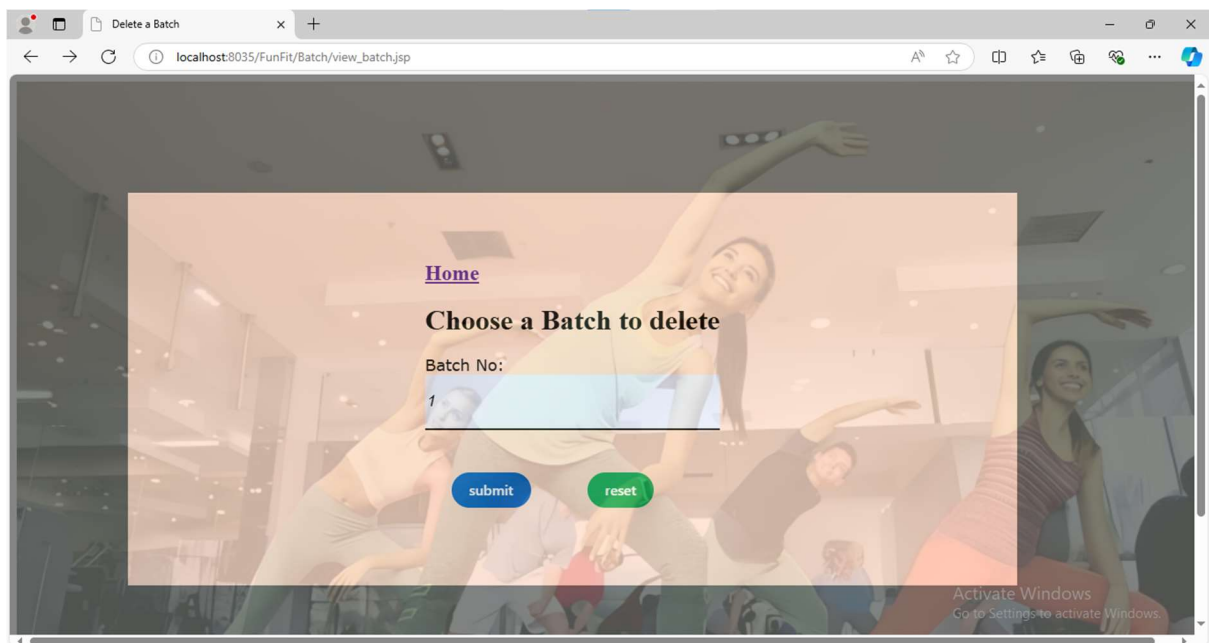 Delete a Batch
localhost:8035/FunFit/Batch/view_batch.jsp
Home
Choose a Batch to delete
Batch No:
1
submit
reset
Activate Windows
Go to Settings to activate Windows.